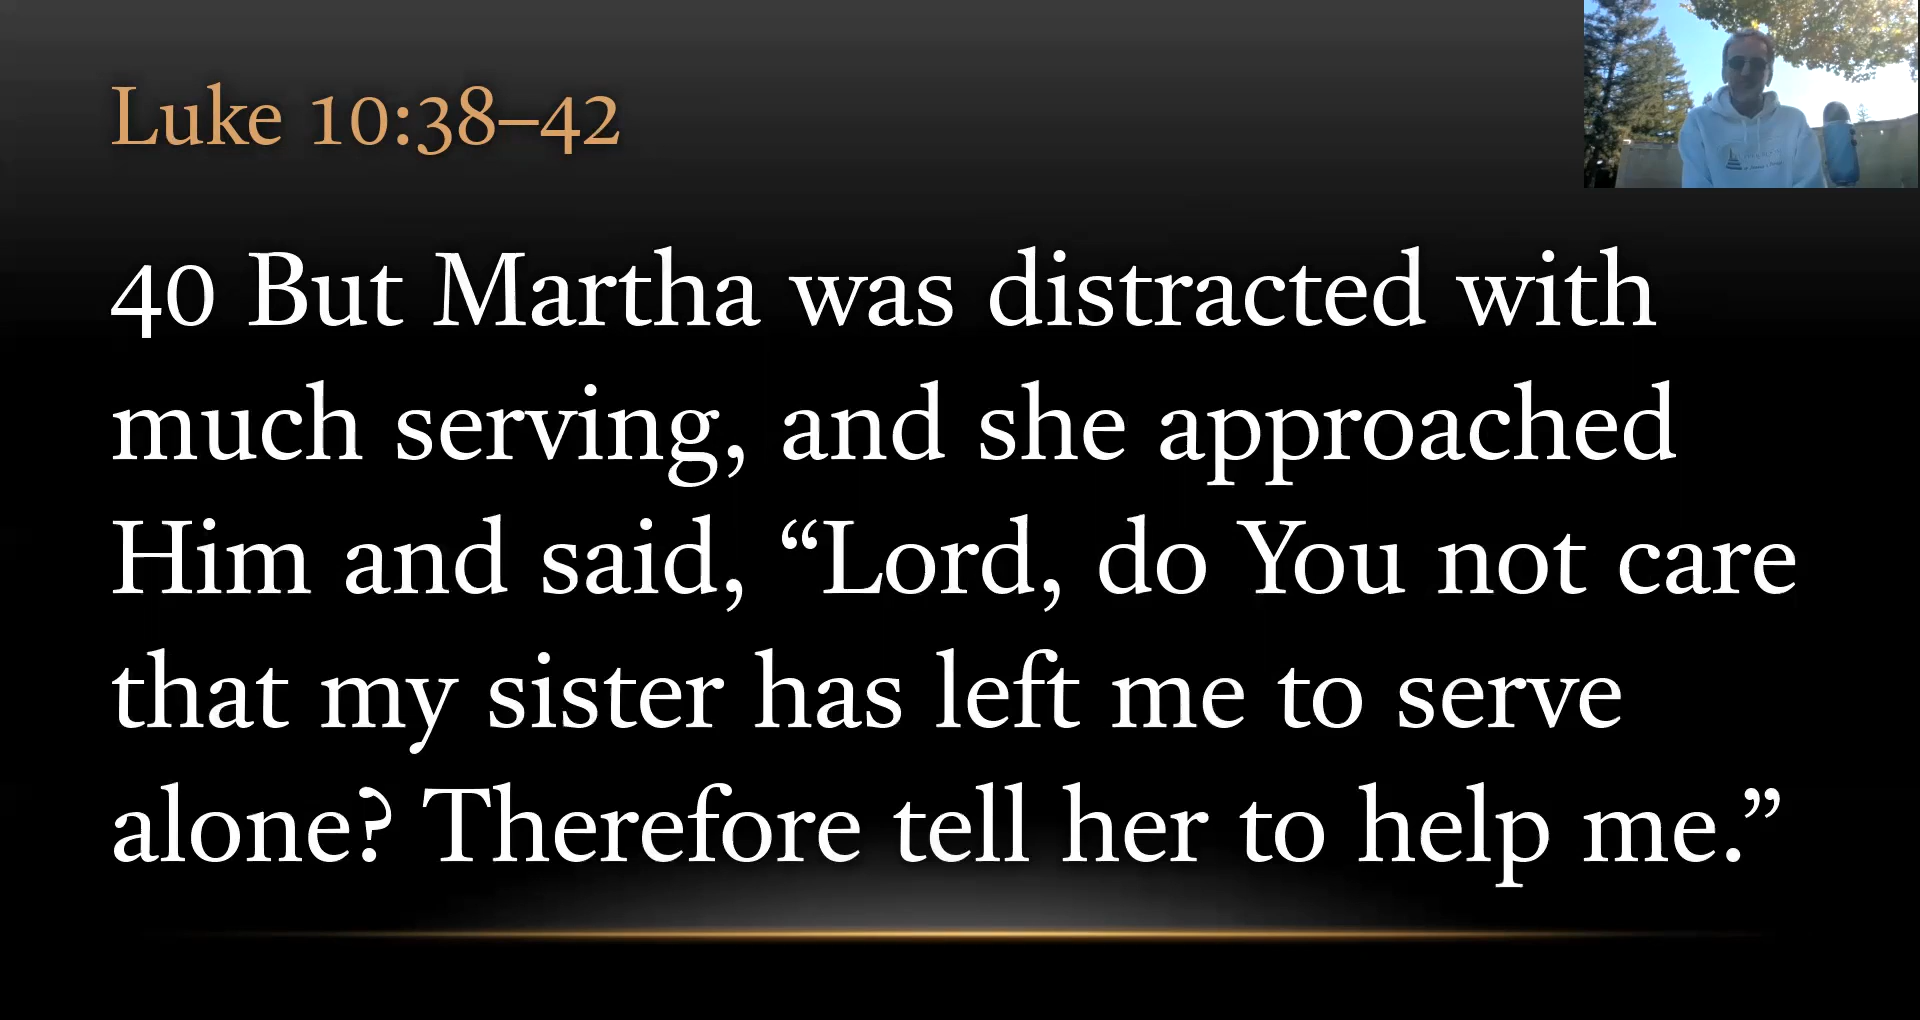 Luke 10:38–42
40 But Martha was distracted with
much serving, and she approached
Him and said, “Lord, do You not care
that my sister has left me to serve
alone? Therefore tell her to help me.”